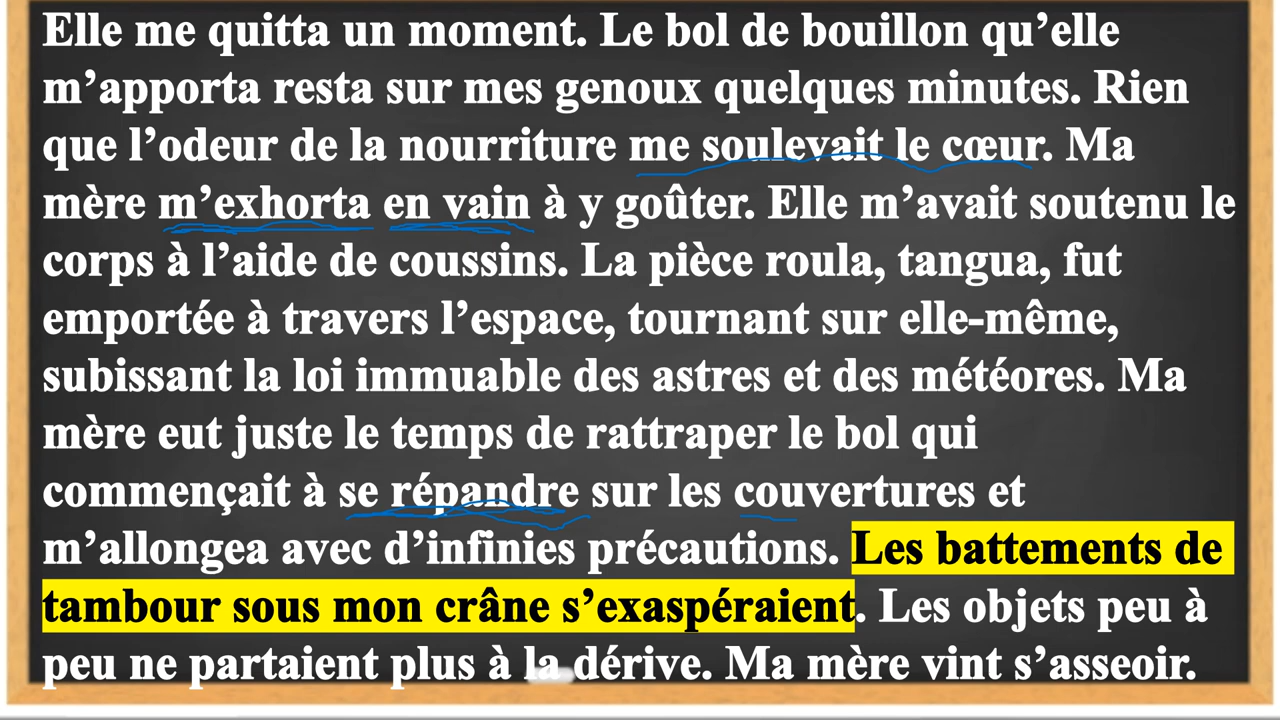 Elle me quitta un moment. Le bol de bouillon qu’elle
m’apporta resta sur mes genoux quelques minutes. Rien
que l’odeur de la nourriture me soulevait le cœur. Ma
mère m’exhorta en vain à y goûter. Elle m’avait soutenu le
corps à l’aide de coussins. La pièce roula, tangua, fut
emportée à travers l’espace, tournant sur elle-même,
subissant la loi immuable des astres et des météores. Ma
mère eut juste le temps de rattraper le bol qui
commençait à se répandre sur les couvertures et
m’allongea avec d’infinies précautions. Les battements de
tambour sous mon crâne s’exaspéraient. Les objets peu à
peu ne partaient plus à la dérive. Ma mère vint s’asseoir.